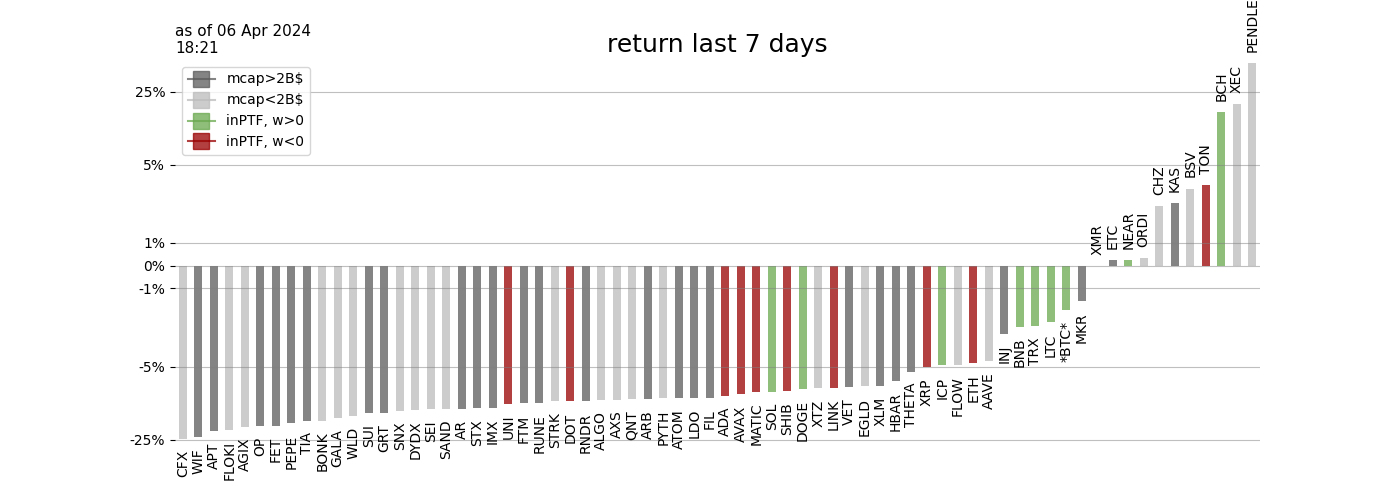 as of 06 Apr 2024
18:21
return last 7 days
mcap>2B$
mcap<2B$
inPTF, w>0
inPTF, w<0
25%
5%
1%
0%
-1%
-5%
-25%
CFX
WIF
APT
FLOKI
AGIX
OP
FET
PEPE
TIA
BONK
GALA
WLD
SUI
GRT
SNX
DYDX
SEI
SAND
AR
STX
IMX
UNI
FTM
RUNE
STRK
DOT
RNDR
ALGO
AXS
QNT
ARB
PYTH
ATOM
LDO
FIL
ADA
AVAX
MATIC
SOL
SHIB
DOGE
XTZ
LINK
VET
EGLD
XLM
HBAR
THETA
XRP
ICP
FLOW
ETH
AAVE
INJ
BNB
TRX
LTC
*BTC*
MKR
XMR
ETC
NEAR
ORDI
CHZ
KAS
BSV
TON
BCH
XEC
PENDLE